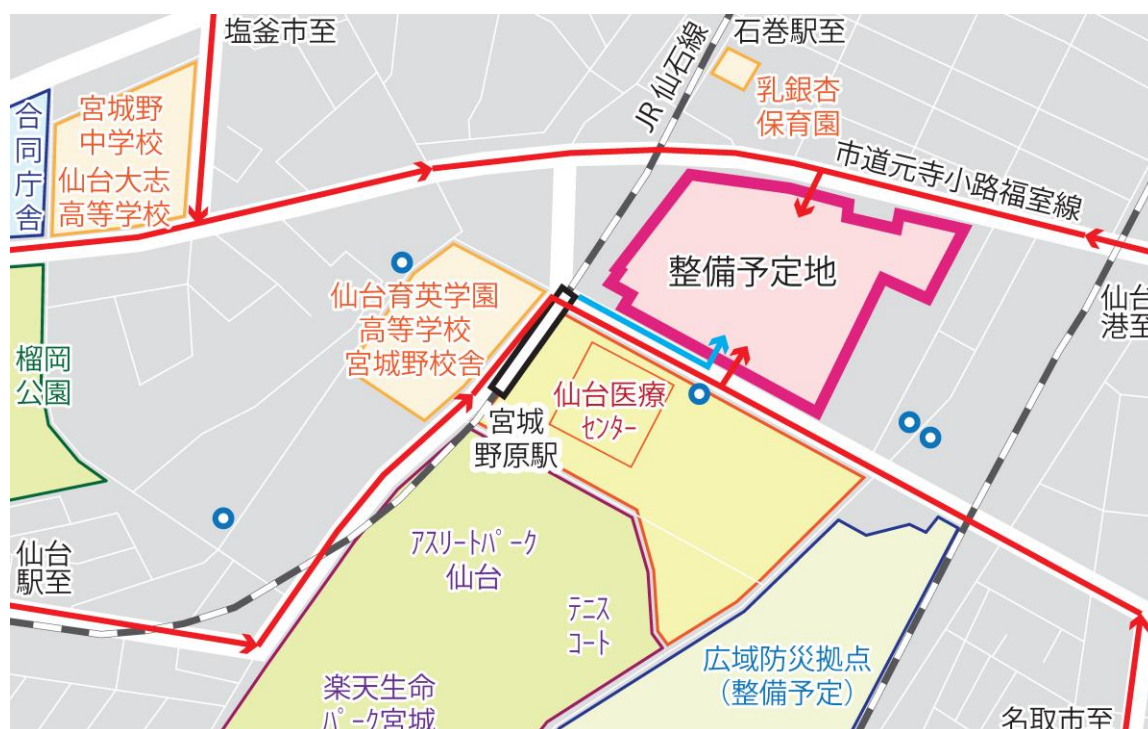 塩釜市至
石巻駅至
JR 仙石線
乳銀杏
保育園
合同庁舎
宮城野
中学校
仙台大志
高等学校
市道元寺小路福室線
整備予定地
仙台
港至
仙台育英学園
高等学校
宮城野校舎
榴岡
公園
仙台医療
センター
宮城
野原駅
アスリートパーク
仙台
仙台
駅至
テニス
コート
広域防災拠点
（整備予定）
楽天生命
パーク宮城
名取市至